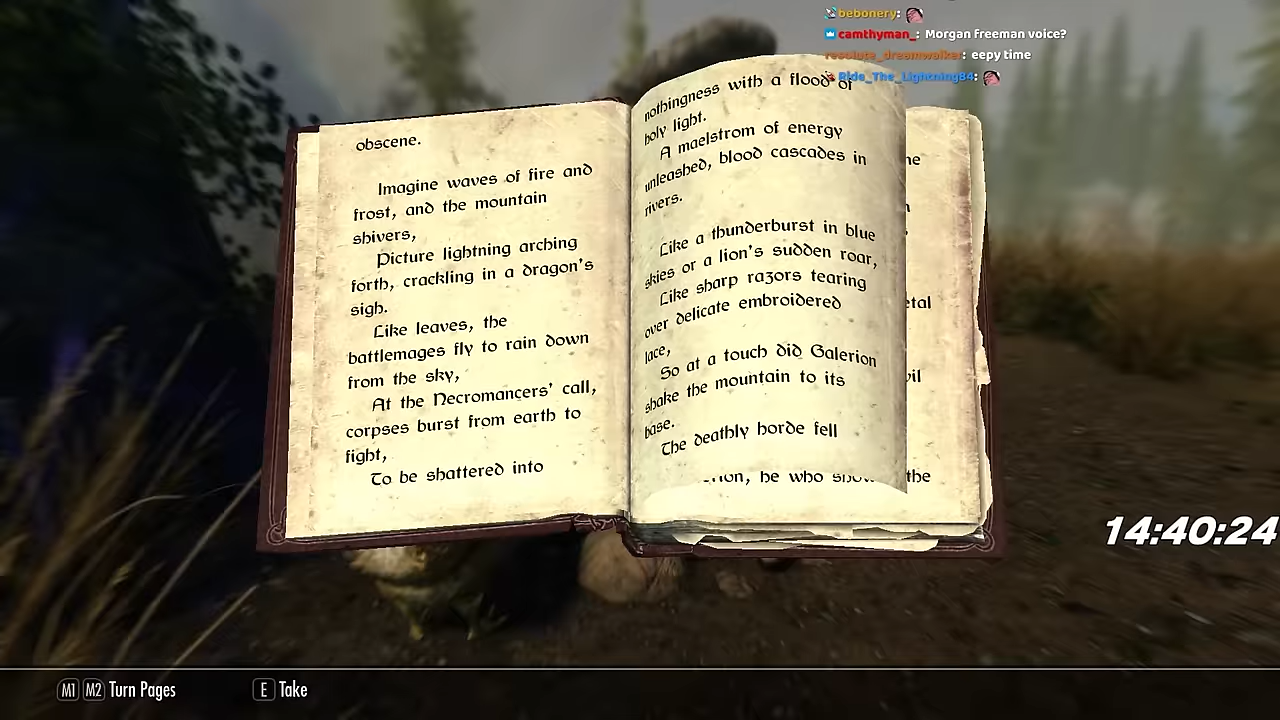 bebonery:
camthyman_: Morgan freeman voice?
resolute_dreamwalker: eepy time
Ride_The_Lightning84:
obscene.
Imagine waves of fire and
frost, and the mountain
shivers,
Picture lightning arching
forth, crackling in a dragon's
sigh.
Like leaves, the
battlemages fly to rain down
from the sky,
At the Necromancers' call,
corpses burst from earth to
fight,
To be shattered into
nothingness with a flood of
holy light.
A maelstrom of energy
unleashed, blood cascades in
rivers.
Like a thunderburst in blue
skies or a lion's sudden roar,
Like sharp razors tearing
over delicate embroidered
lace,
So at a touch did Galerion
shake the mountain to its
base.
The deathly horde fell
he who the
14:40:24
M1 M2 Turn Pages
E Take